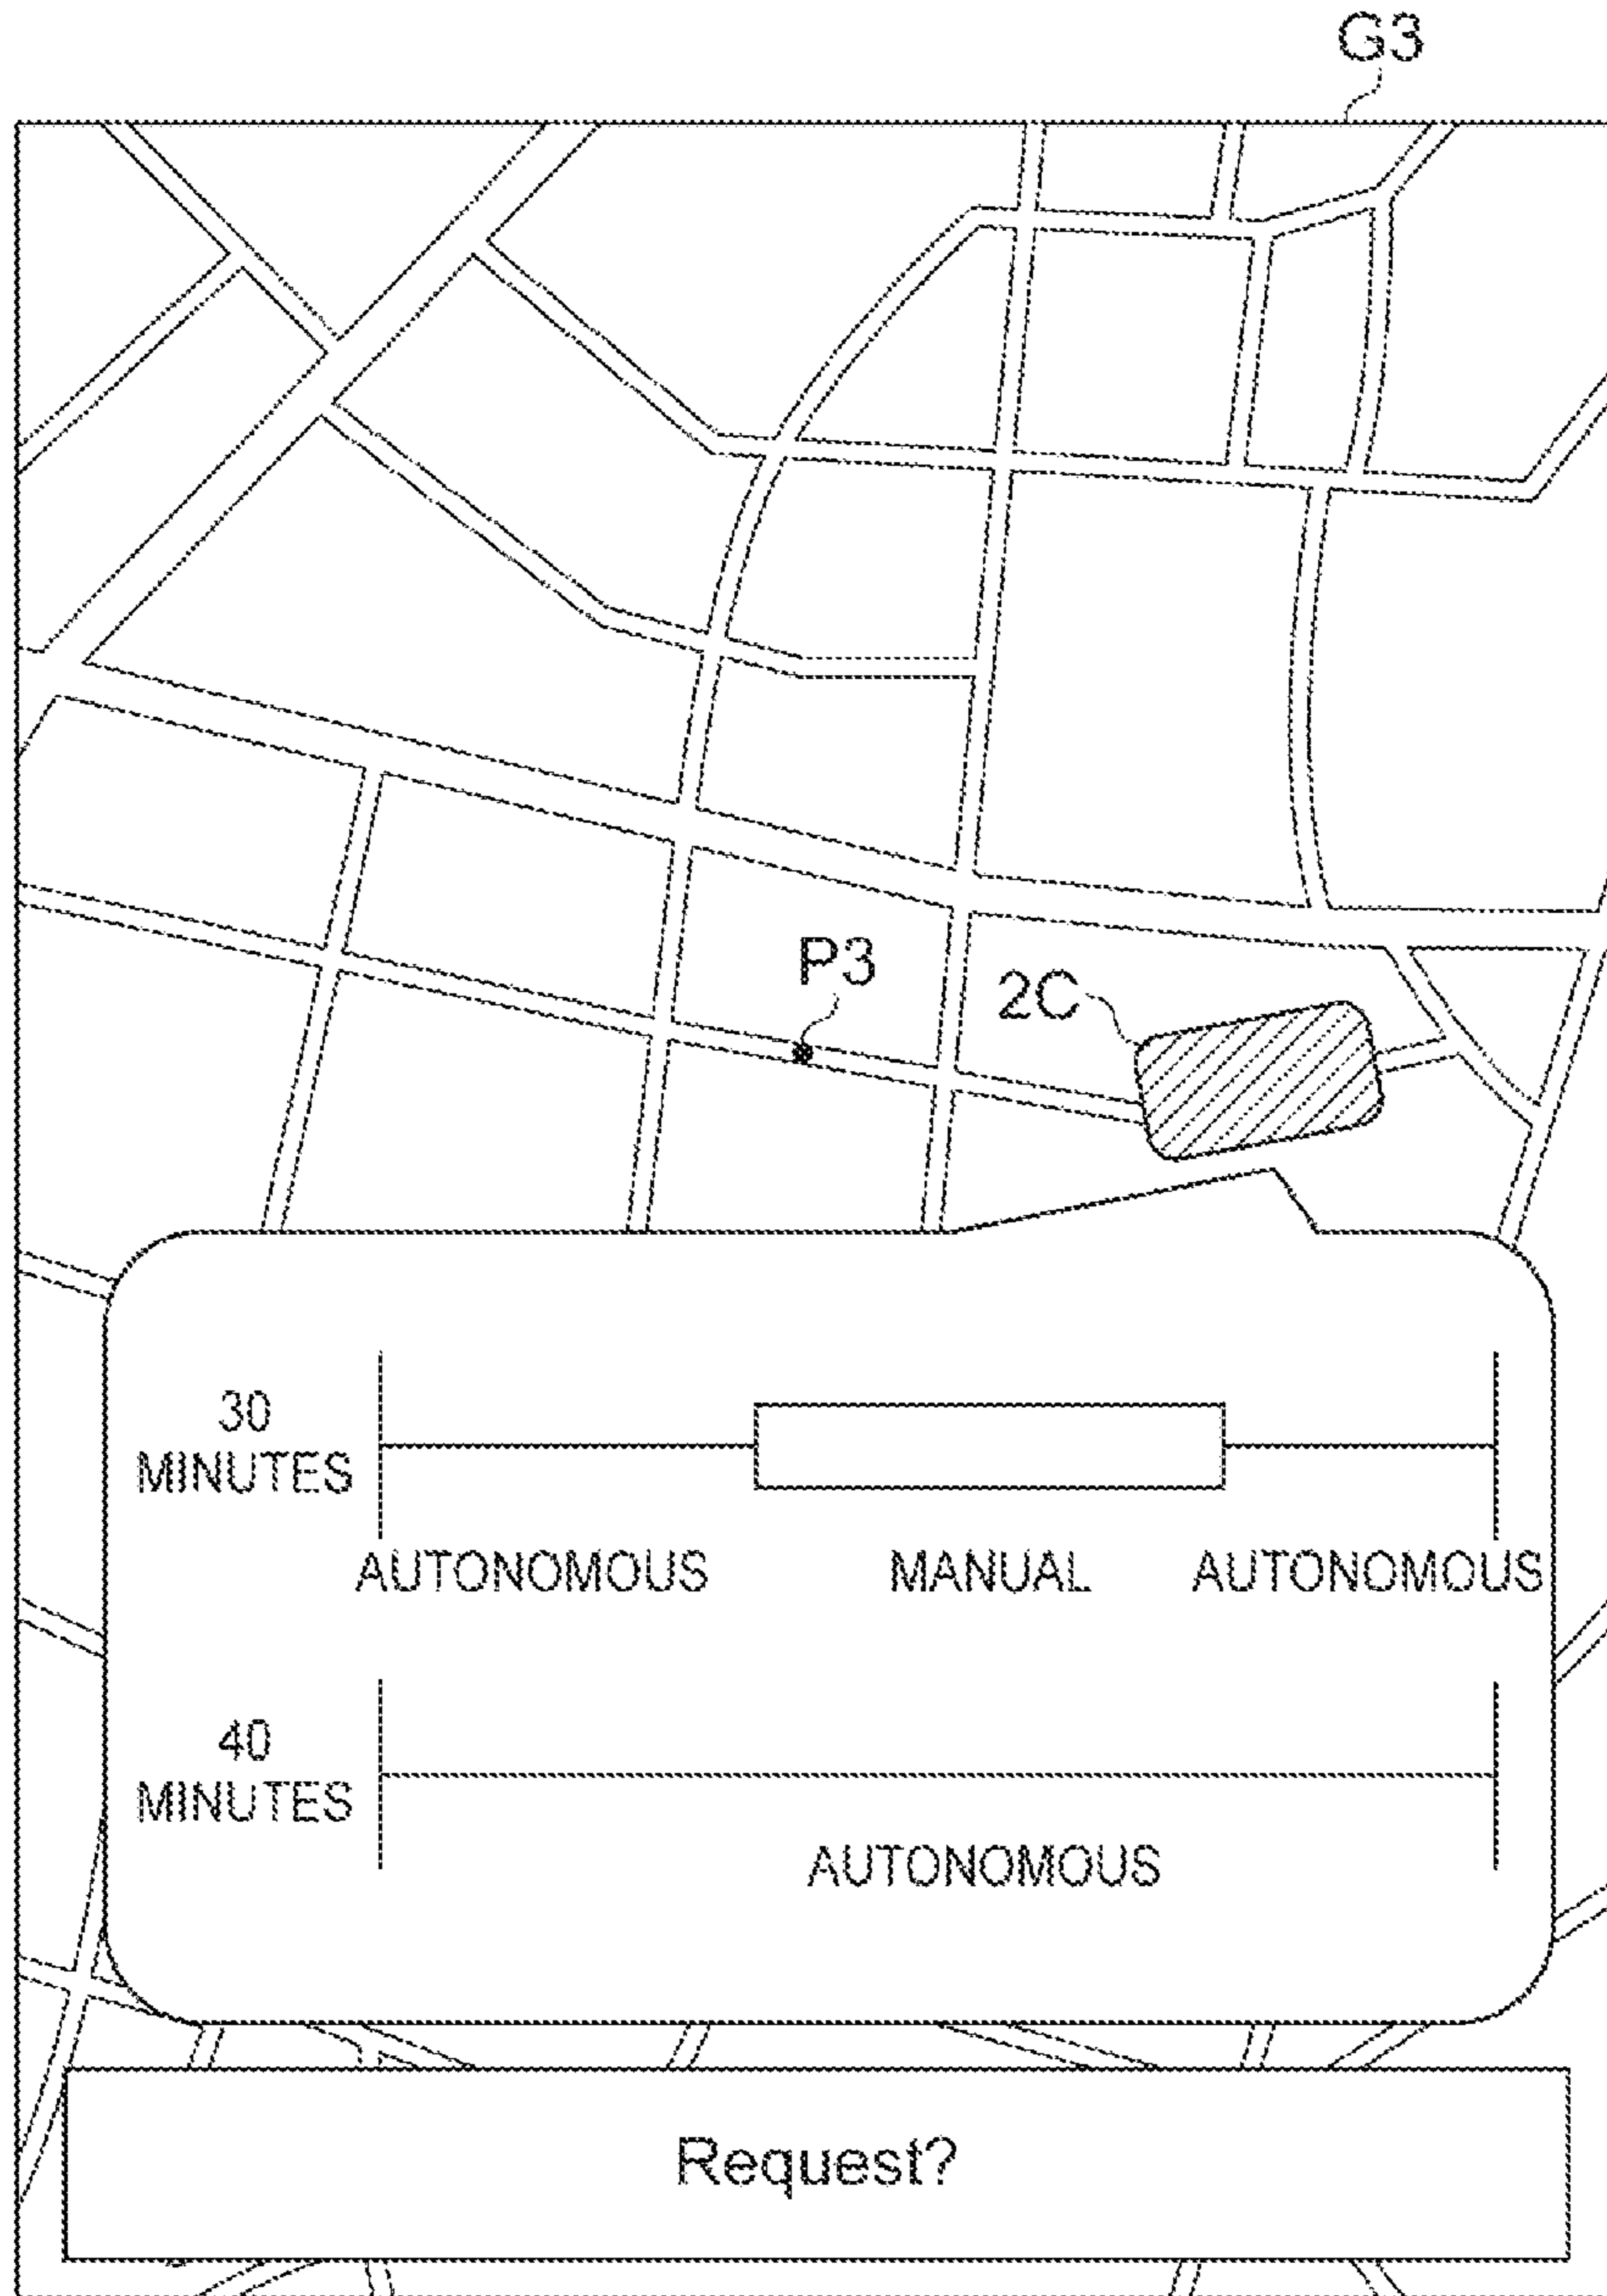 G3
P3
2C
30
MINUTES
AUTONOMOUS MANUAL AUTONOMOUS
40
MINUTES
AUTONOMOUS
Request?